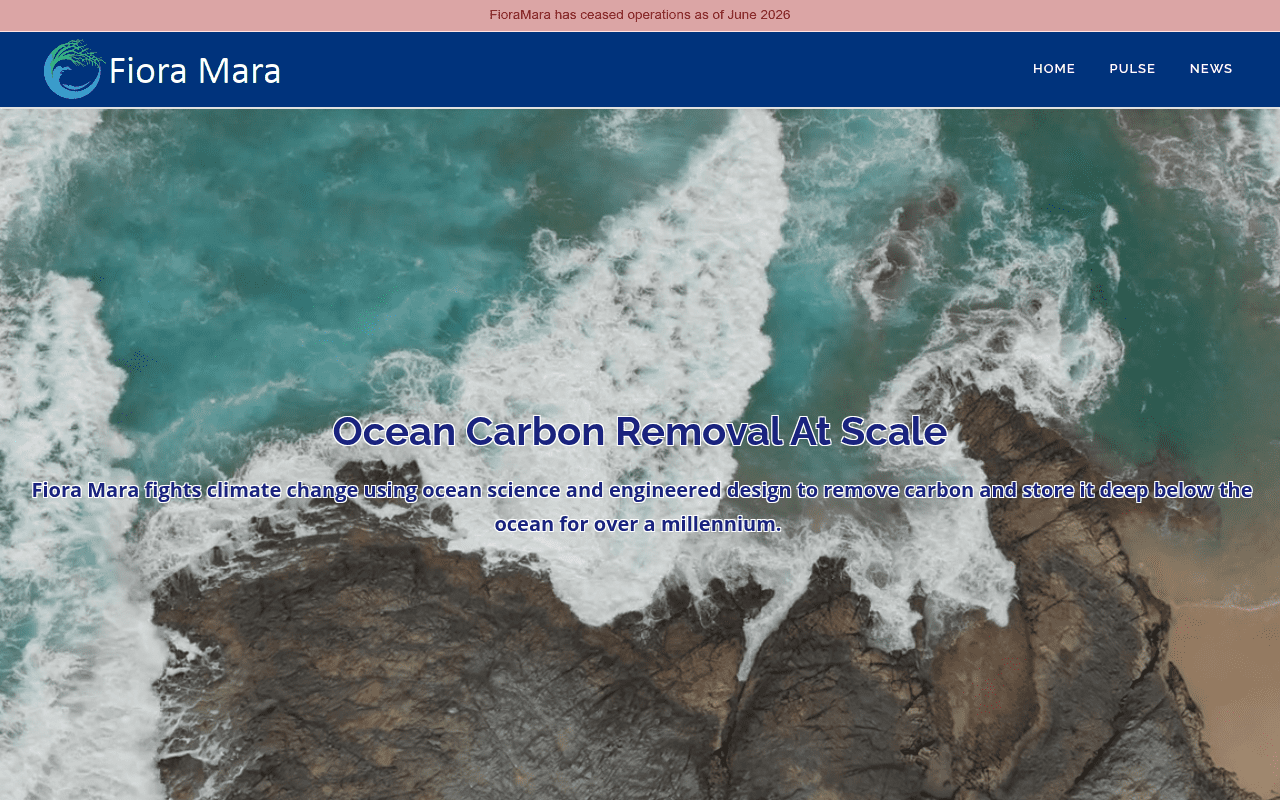 FioraMara has ceased operations as of June 2026
Fiora Mara
HOME PULSE NEWS
Ocean Carbon Removal At Scale
Fiora Mara fights climate change using ocean science and engineered design to remove carbon and store it deep below the
ocean for over a millennium.